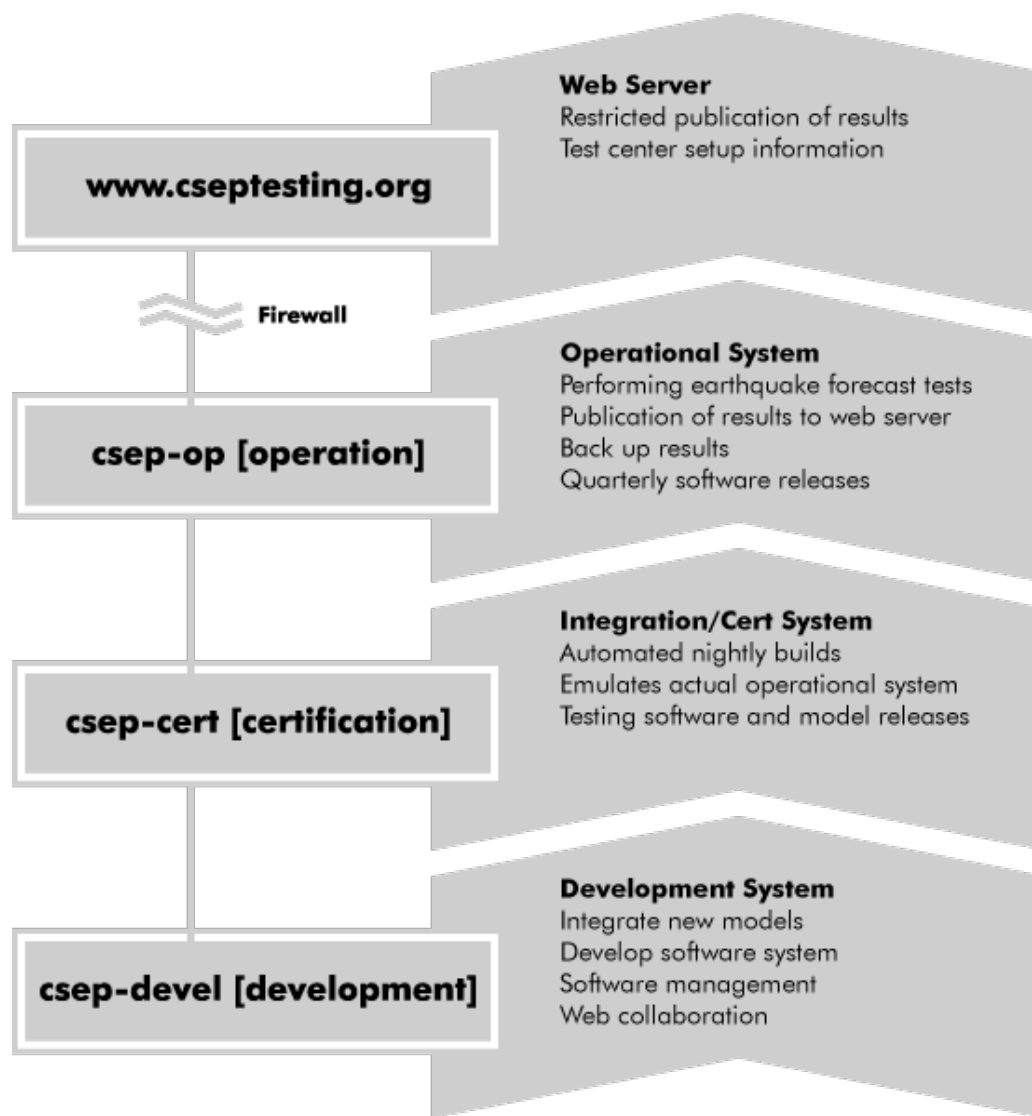 Web Server
Restricted publication of results
Test center setup information
www.cseptesting.org
Firewall
Operational System
Performing earthquake forecast tests
Publication of results to web server
Back up results
Quarterly software releases
csep-op [operation]
Integration/Cert System
Automated nightly builds
Emulates actual operational system
Testing software and model releases
csep-cert [certification]
Development System
Integrate new models
Develop software system
Software management
Web collaboration
csep-devel [development]